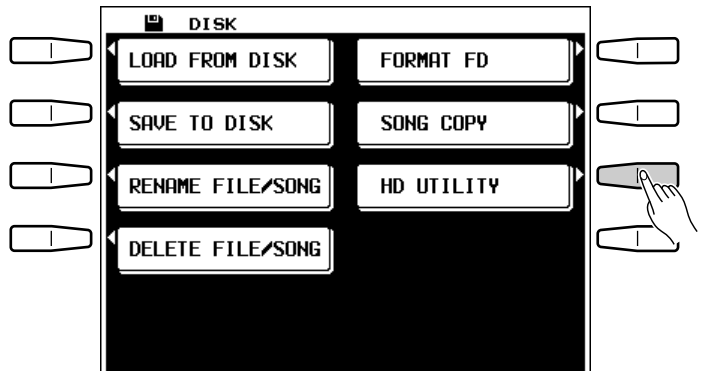 DISK
LOAD FROM DISK
FORMAT FD
SAVE TO DISK
SONG COPY
RENAME FILE/SONG
HD UTILITY
DELETE FILE/SONG